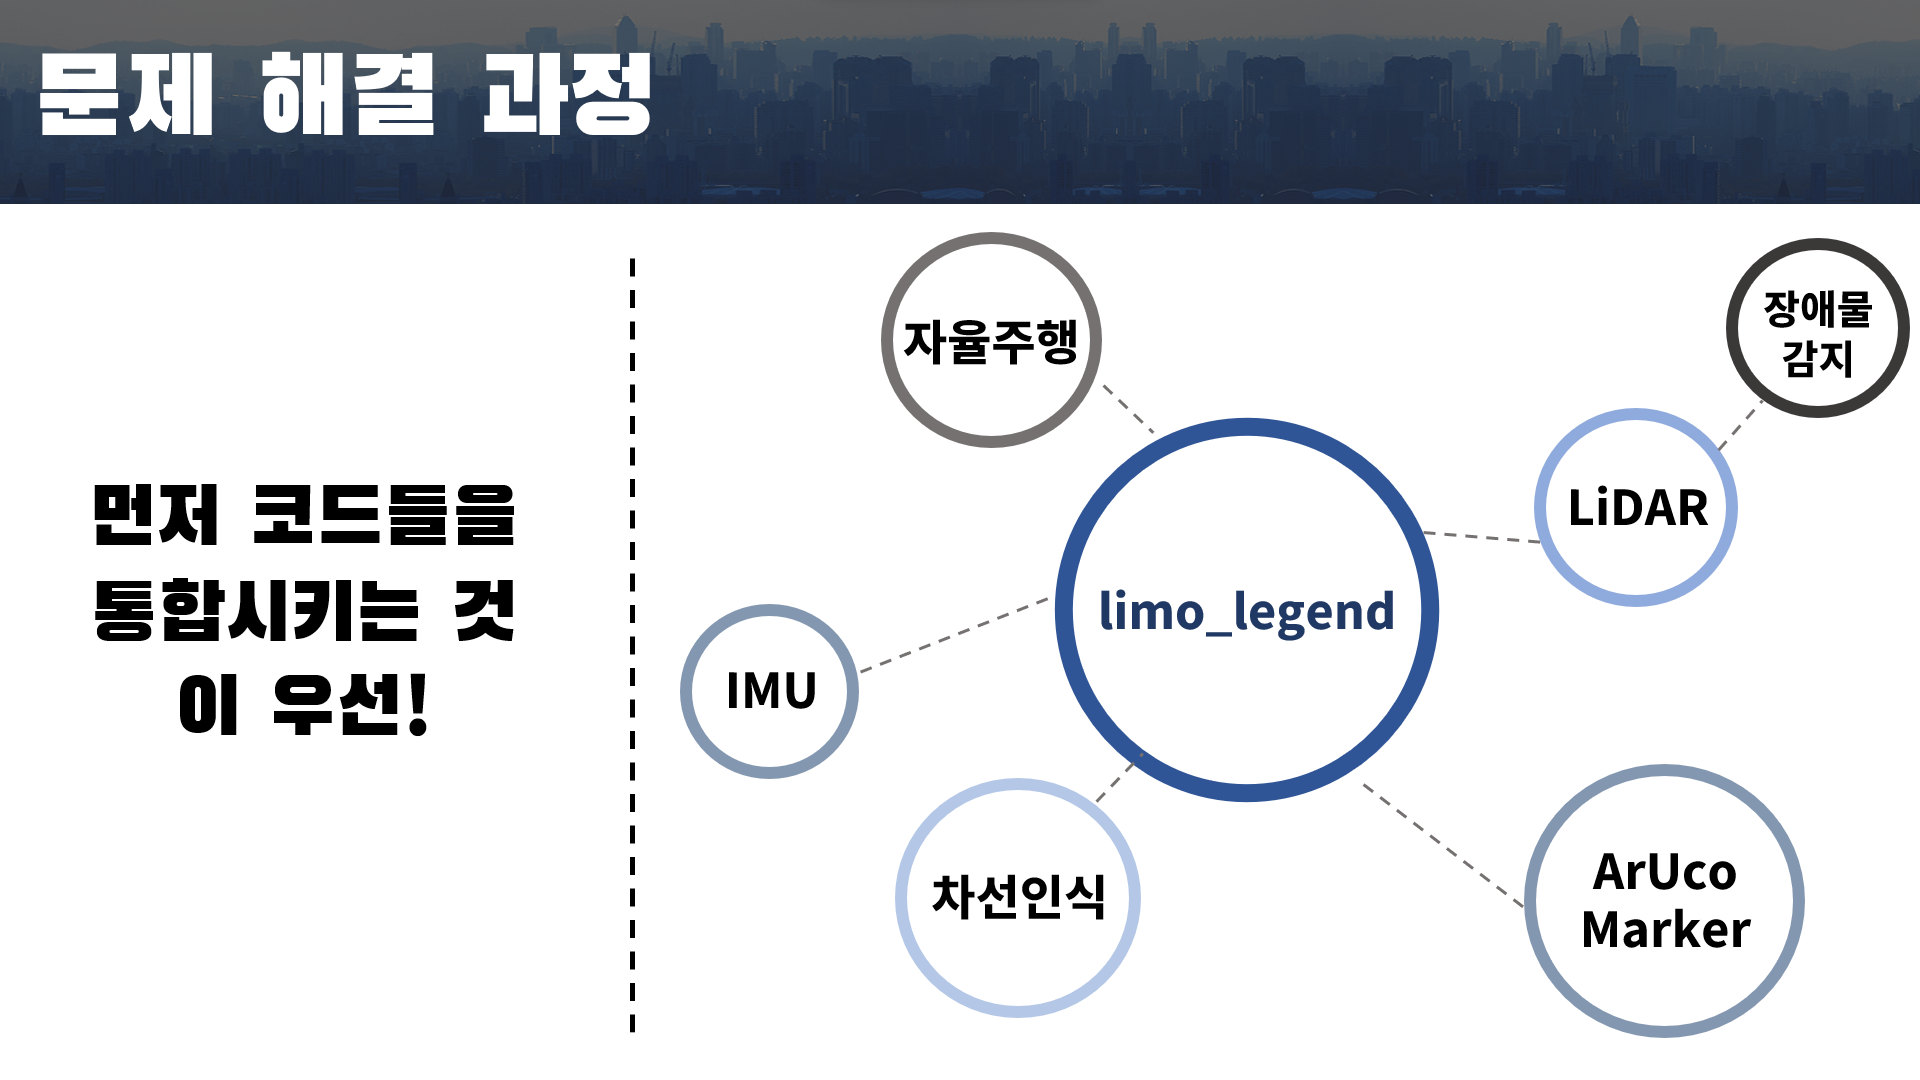 문제 해결 과정
먼저 코드들을
통합시키는 것
이 우선!
자율주행
장애물
감지
LiDAR
limo_legend
IMU
차선인식
ArUco
Marker